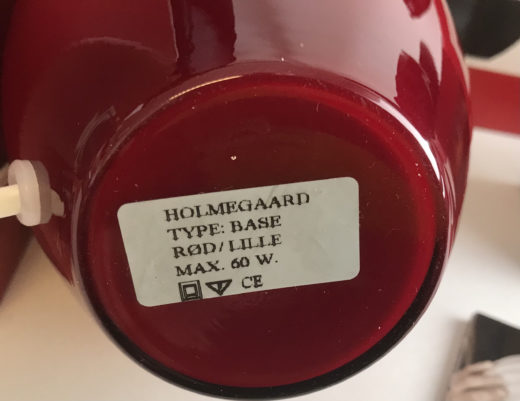 HOLMEGAARD
TYPE: BASE
RØD/LILLE
MAX. 60 W.
CE